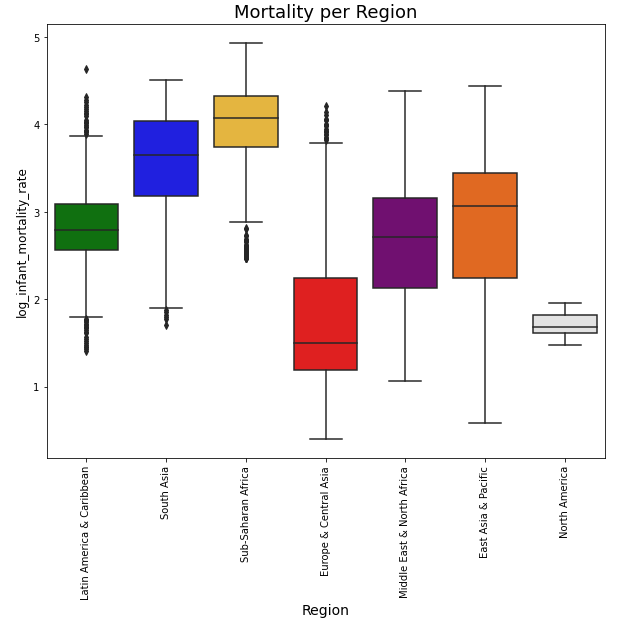 Mortality per Region
log_infant_mortality_rate
5
4
3
2
1
Latin America & Caribbean
South Asia
Sub-Saharan Africa
Europe & Central Asia
Middle East & North Africa
East Asia & Pacific
North America
Region